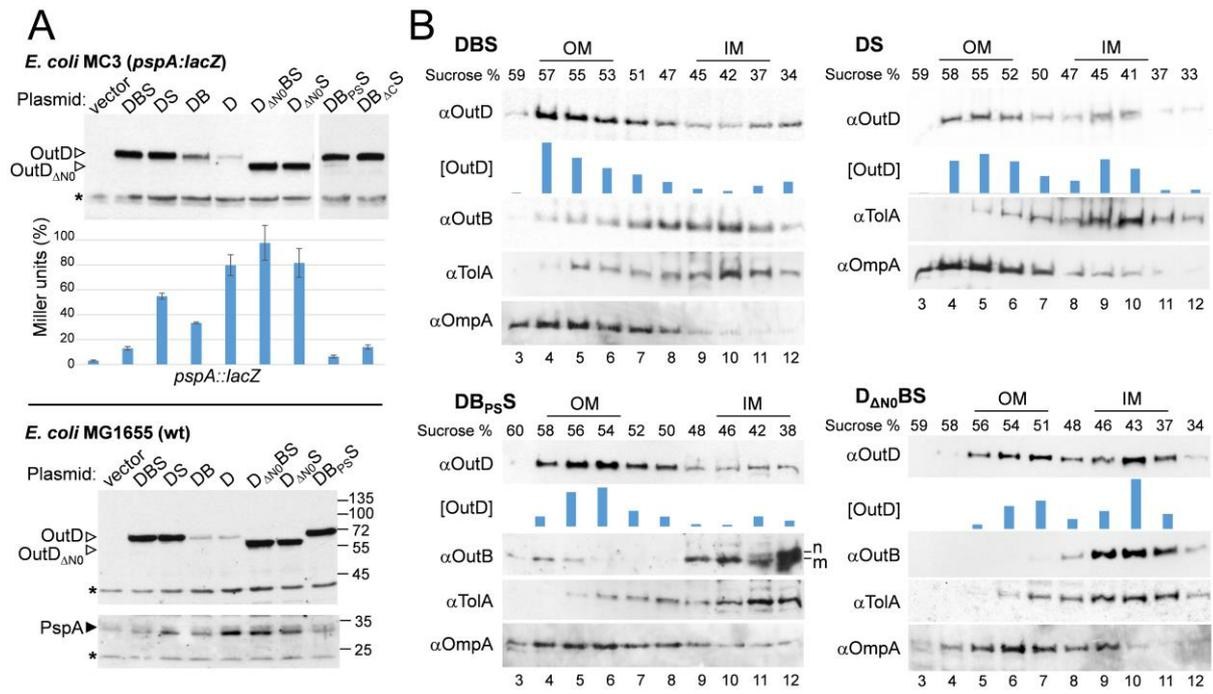 A
E. coli MC3 (pspA:lacZ)
Plasmid: vector DBS DS DB D DΔN0BS DΔN0S DBPSS DBΔCS
OutD
OutDΔN0
*
Miller units (%)
100
80
60
40
20
0
pspA::lacZ
E. coli MG1655 (wt)
Plasmid: vector DBS DS DB D DΔN0BS DΔN0S DBPSS
135
100
OutD 72
OutDΔN0 55
45
*
PspA 35
* 25
B
DBS OM IM
Sucrose % 59 57 55 53 51 47 45 42 37 34
αOutD
[OutD]
αOutB
αTolA
αOmpA
3 4 5 6 7 8 9 10 11 12
DS OM IM
59 58 55 52 50 47 45 41 37 33
αOutD
[OutD]
αTolA
αOmpA
3 4 5 6 7 8 9 10 11 12
DBPSS OM IM
Sucrose % 60 58 56 54 52 50 48 46 42 38
αOutD
[OutD]
αOutB n
m
αTolA
αOmpA
3 4 5 6 7 8 9 10 11 12
DΔN0BS OM IM
Sucrose % 59 58 56 54 51 48 46 43 37 34
αOutD
[OutD]
αOutB
αTolA
αOmpA
3 4 5 6 7 8 9 10 11 12